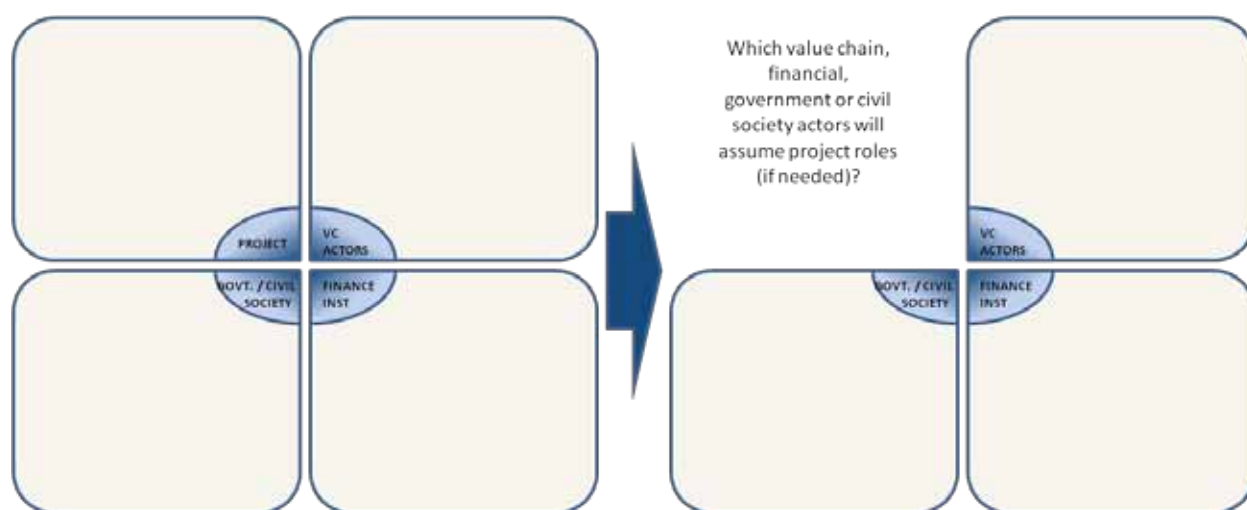 Which value chain,
financial,
government or civil
society actors will
assume project roles
(if needed)?
PROJECT
VC
ACTORS
GOVT. / CIVIL
SOCIETY
FINANCE
INST
VC
ACTORS
GOVT. / CIVIL
SOCIETY
FINANCE
INST